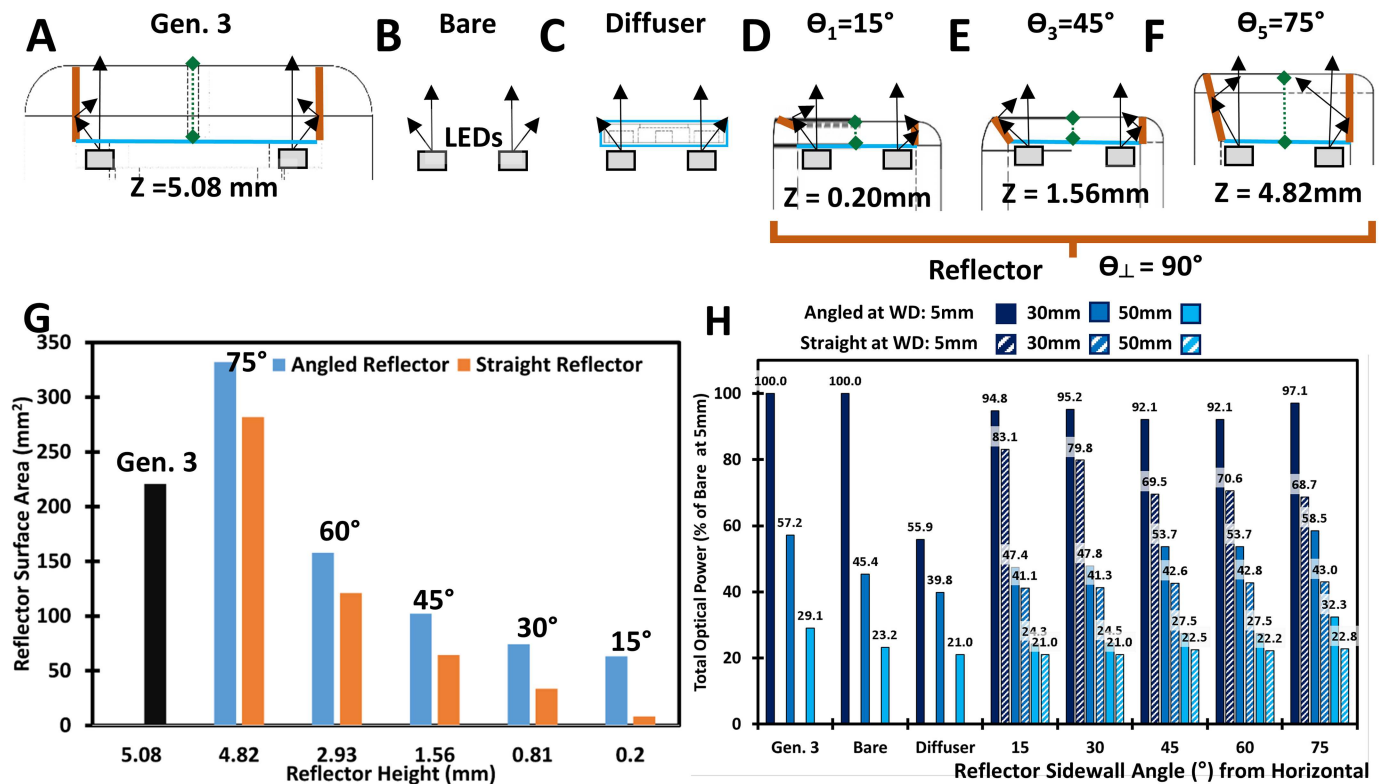 A Gen. 3
Z =5.08 mm
B Bare
LEDs
C Diffuser
D Ɵ1=15°
Z = 0.20mm
E Ɵ3=45°
Z = 1.56mm
F Ɵ5=75°
Z = 4.82mm
Reflector Ɵ⊥ = 90°
G
Reflector Surface Area (mm²)
350
300
250
200
150
100
50
0
Angled Reflector
Straight Reflector
Gen. 3
75°
60°
45°
30°
15°
5.08 4.82 2.93 1.56 0.81 0.2
Reflector Height (mm)
H
Angled at WD: 5mm 30mm 50mm
Straight at WD: 5mm 30mm 50mm
Total Optical Power (% of Bare at 5mm)
100
80
60
40
20
0
100.0 57.2 29.1
100.0 45.4 23.2
55.9 39.8 21.0
94.8 83.1 47.4 41.1 24.3 21.0
95.2 79.8 47.8 41.3 24.5 21.0
92.1 69.5 53.7 42.6 27.5 22.5
92.1 70.6 53.7 42.8 27.5 22.2
97.1 68.7 58.5 43.0 32.3 22.8
Gen. 3 Bare Diffuser 15 30 45 60 75
Reflector Sidewall Angle (°) from Horizontal